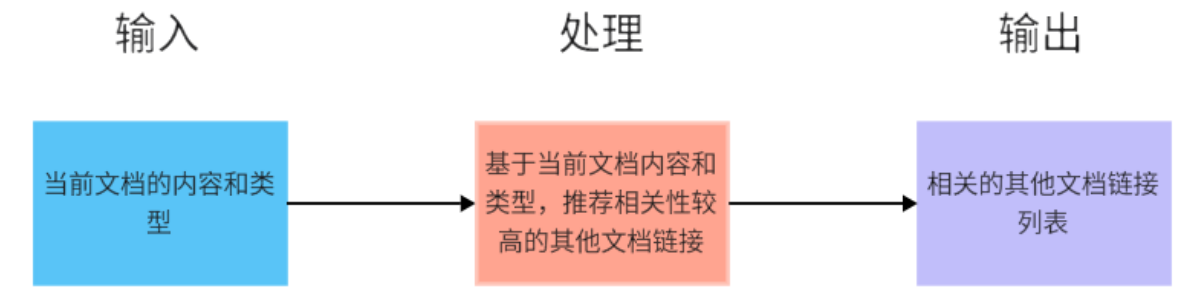 输入
处理
输出
当前文档的内容和类
型
基于当前文档内容和
类型，推荐相关性较
高的其他文档链接
相关的其他文档链接
列表